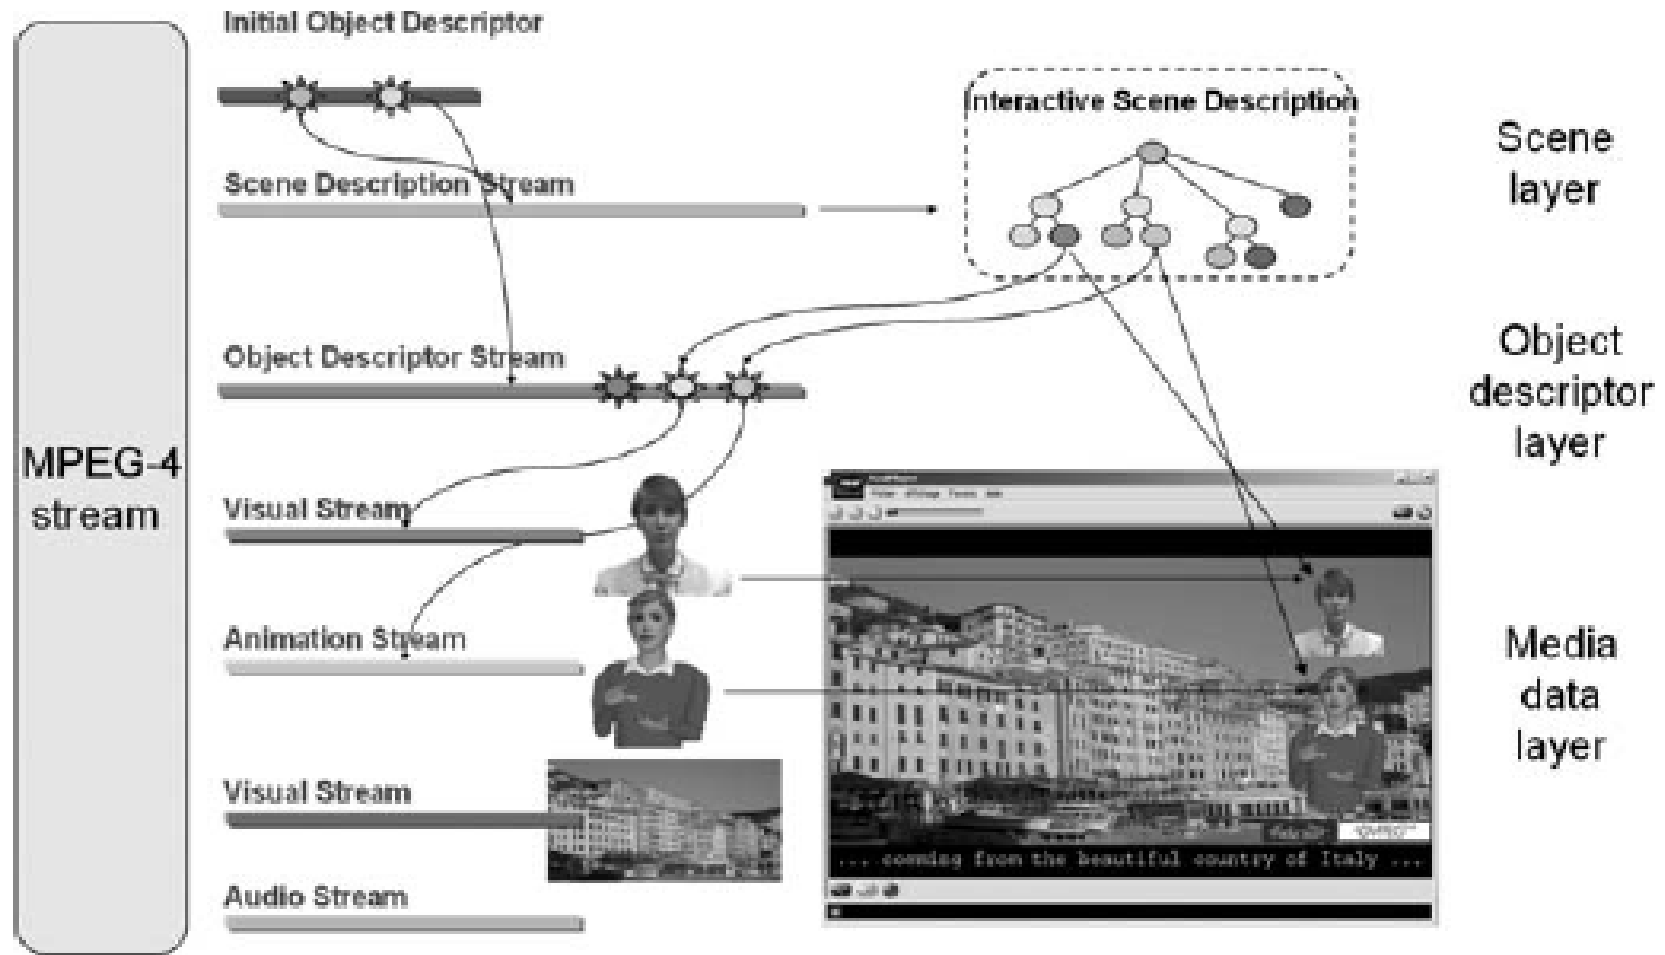 Initial Object Descriptor
Interactive Scene Description
Scene
layer
Scene Description Stream
Object Descriptor Stream
Object
descriptor
layer
MPEG-4
stream
Visual Stream
Animation Stream
Media
data
layer
Visual Stream
... comming from the beautiful country of Italy ...
Audio Stream